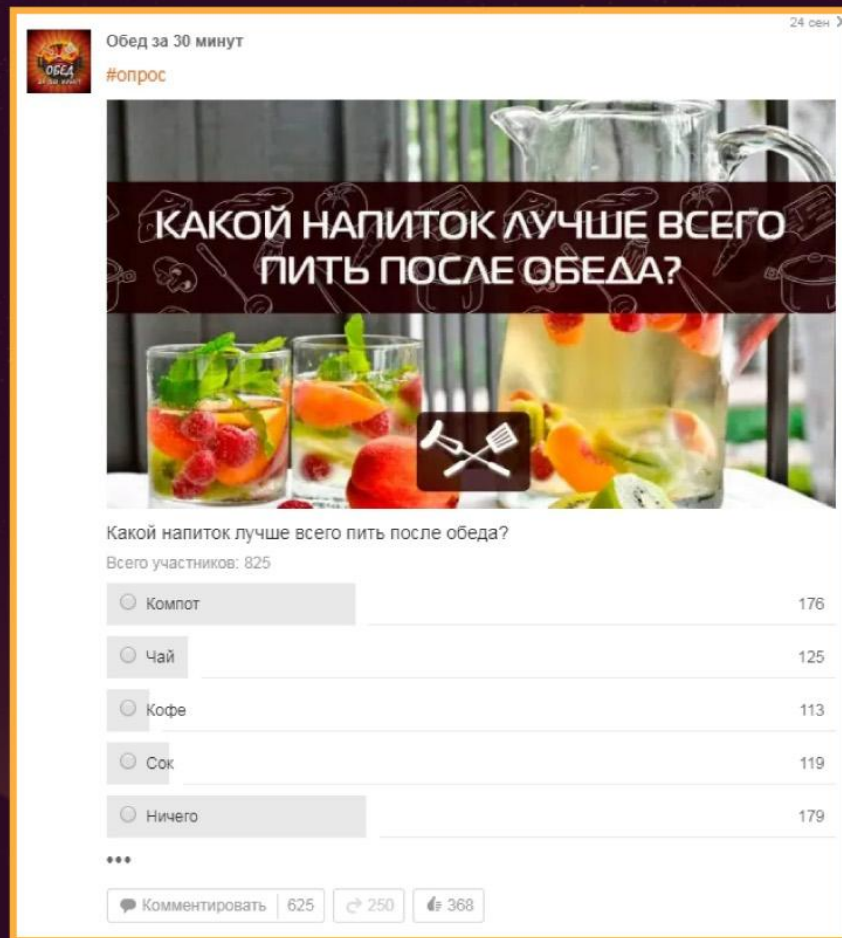 24 сен
Обед за 30 минут
ОБЕД
#опрос
КАКОЙ НАПИТОК ЛУЧШЕ ВСЕГО
ПИТЬ ПОСЛЕ ОБЕДА?
Какой напиток лучше всего пить после обеда?
Всего участников: 825
Компот 176
Чай 125
Кофе 113
Сок 119
Ничего 179
•••
Комментировать 625 250 368